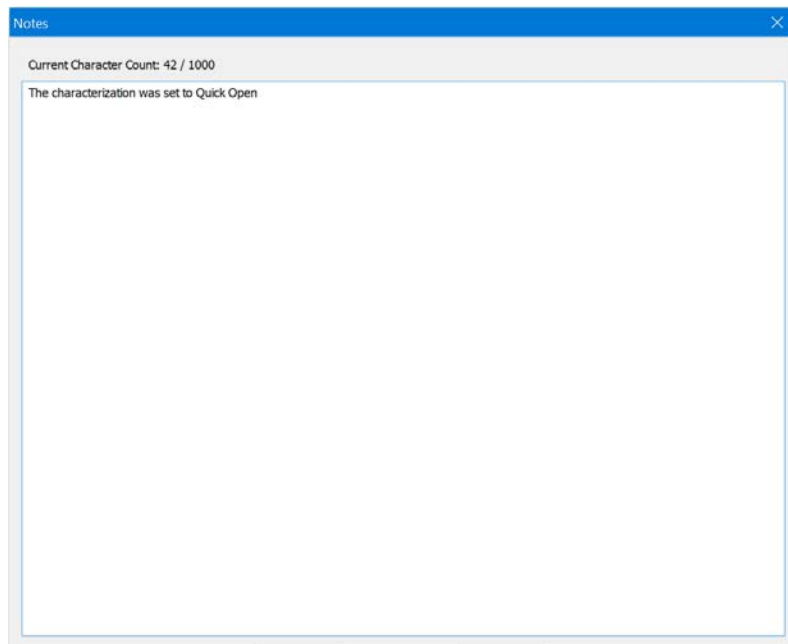 Notes
Current Character Count: 42 / 1000
The characterization was set to Quick Open